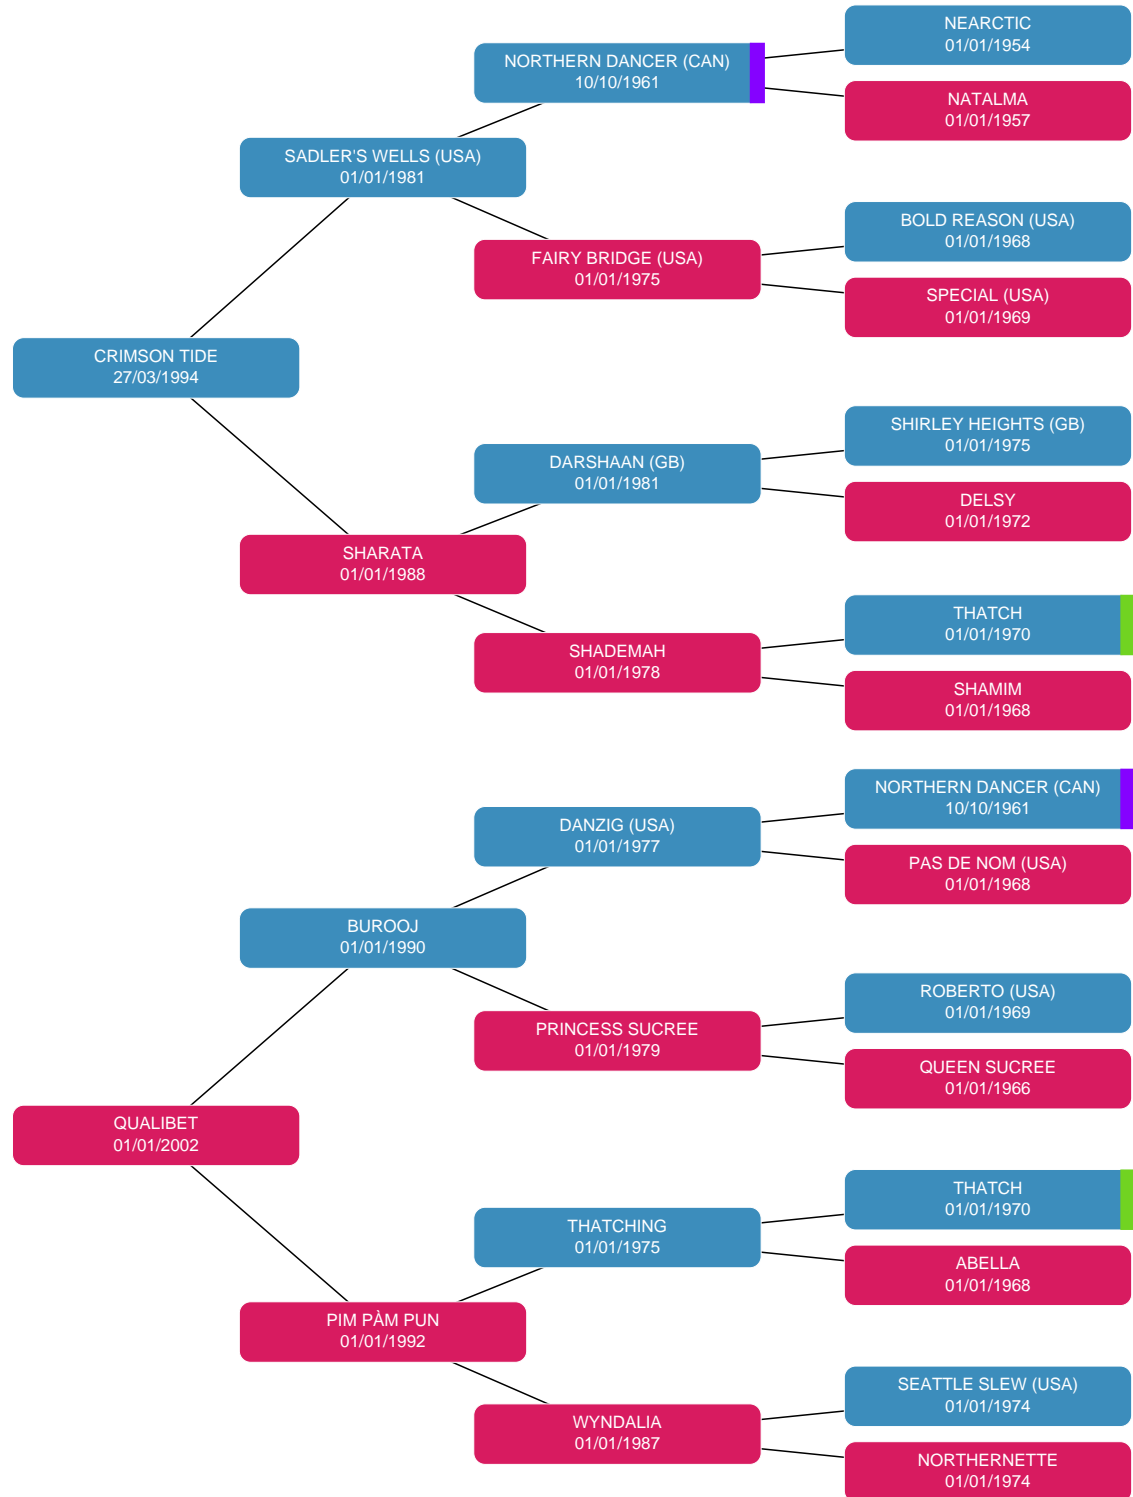 NEARCTIC
01/01/1954
NORTHERN DANCER (CAN)
10/10/1961
NATALMA
01/01/1957
SADLER'S WELLS (USA)
01/01/1981
BOLD REASON (USA)
01/01/1968
FAIRY BRIDGE (USA)
01/01/1975
SPECIAL (USA)
01/01/1969
CRIMSON TIDE
27/03/1994
SHIRLEY HEIGHTS (GB)
01/01/1975
DARSHAAN (GB)
01/01/1981
DELSY
01/01/1972
SHARATA
01/01/1988
THATCH
01/01/1970
SHADEMAH
01/01/1978
SHAMIM
01/01/1968
NORTHERN DANCER (CAN)
10/10/1961
DANZIG (USA)
01/01/1977
PAS DE NOM (USA)
01/01/1968
BUROOJ
01/01/1990
ROBERTO (USA)
01/01/1969
PRINCESS SUCREE
01/01/1979
QUEEN SUCREE
01/01/1966
QUALIBET
01/01/2002
THATCH
01/01/1970
THATCHING
01/01/1975
ABELLA
01/01/1968
PIM PÀM PUN
01/01/1992
SEATTLE SLEW (USA)
01/01/1974
WYNDALIA
01/01/1987
NORTHERNETTE
01/01/1974